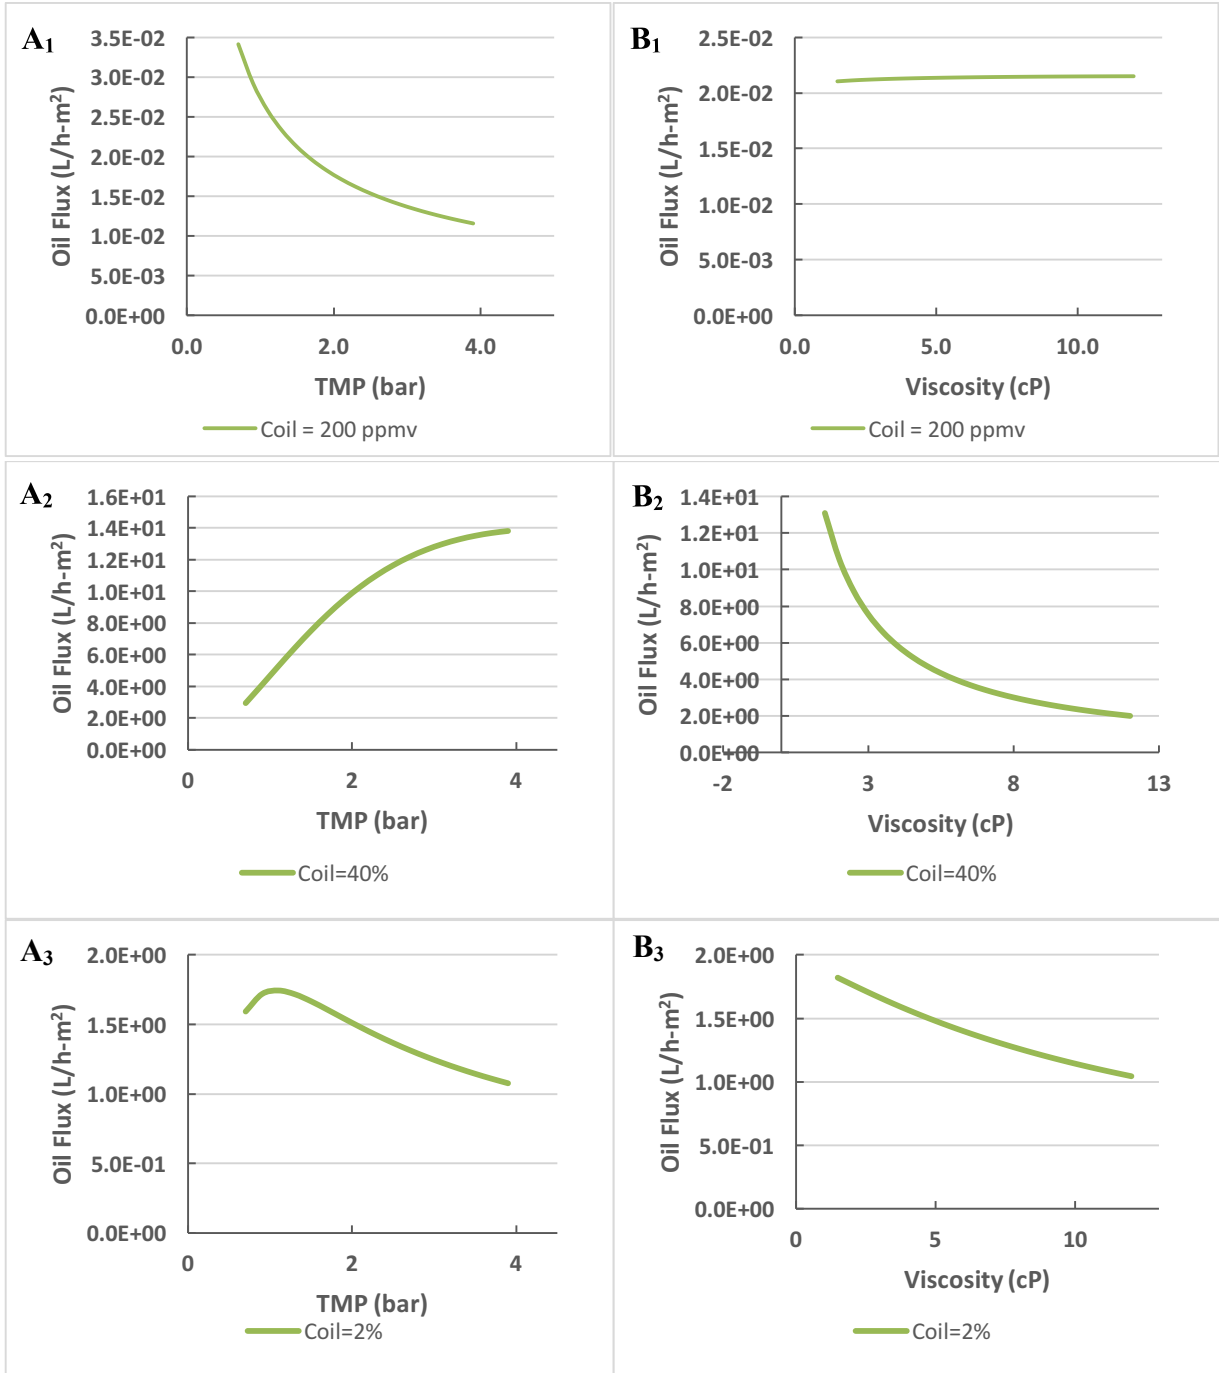 A₁
3.5E-02
3.0E-02
2.5E-02
2.0E-02
1.5E-02
1.0E-02
5.0E-03
0.0E+00
Oil Flux (L/h-m²)
0.0 2.0 4.0
TMP (bar)
Coil = 200 ppmv
B₁
2.5E-02
2.0E-02
1.5E-02
1.0E-02
5.0E-03
0.0E+00
Oil Flux (L/h-m²)
0.0 5.0 10.0
Viscosity (cP)
Coil = 200 ppmv
A₂
1.6E+01
1.4E+01
1.2E+01
1.0E+01
8.0E+00
6.0E+00
4.0E+00
2.0E+00
0.0E+00
Oil Flux (L/h-m²)
0 2 4
TMP (bar)
Coil=40%
B₂
1.4E+01
1.2E+01
1.0E+01
8.0E+00
6.0E+00
4.0E+00
2.0E+00
0.0E+00
Oil Flux (L/h-m²)
-2 3 8 13
Viscosity (cP)
Coil=40%
A₃
2.0E+00
1.5E+00
1.0E+00
5.0E-01
0.0E+00
Oil Flux (L/h-m²)
0 2 4
TMP (bar)
Coil=2%
B₃
2.0E+00
1.5E+00
1.0E+00
5.0E-01
0.0E+00
Oil Flux (L/h-m²)
0 5 10
Viscosity (cP)
Coil=2%